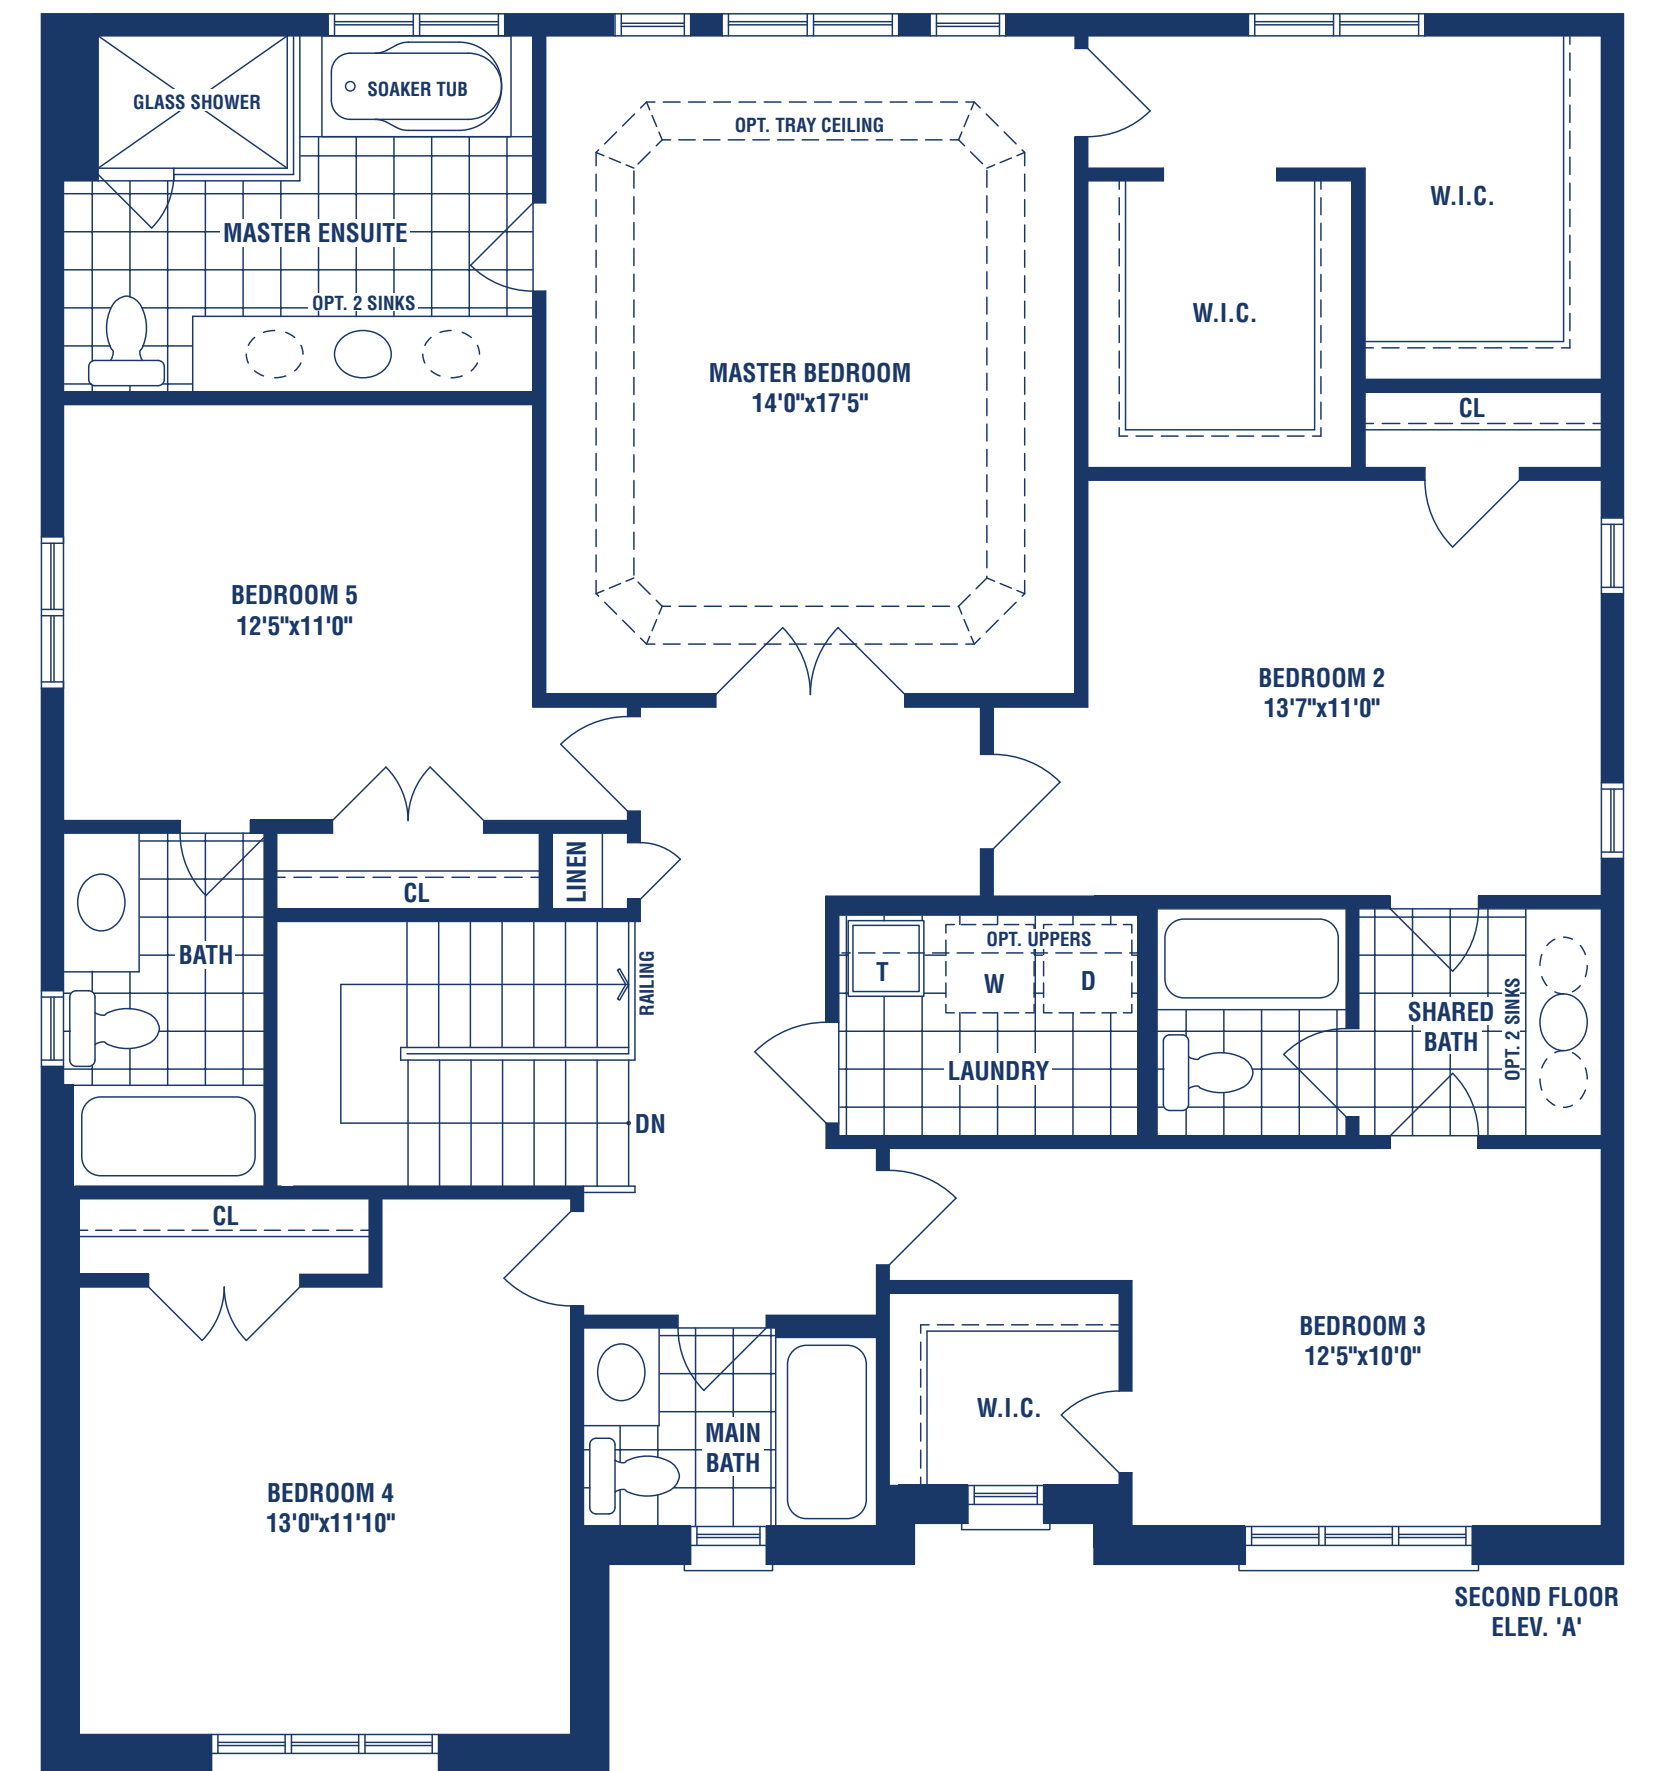 GLASS SHOWER
SOAKER TUB
OPT. TRAY CEILING
W.I.C.
MASTER ENSUITE
OPT. 2 SINKS
W.I.C.
MASTER BEDROOM
14'0"x17'5"
CL
BEDROOM 5
12'5"x11'0"
BEDROOM 2
13'7"x11'0"
CL
LINEN
BATH
RAILING
OPT. UPPERS
T
W
D
SHARED
BATH
OPT. 2 SINKS
LAUNDRY
DN
CL
BEDROOM 3
12'5"x10'0"
W.I.C.
MAIN
BATH
BEDROOM 4
13'0"x11'10"
SECOND FLOOR
ELEV. 'A'